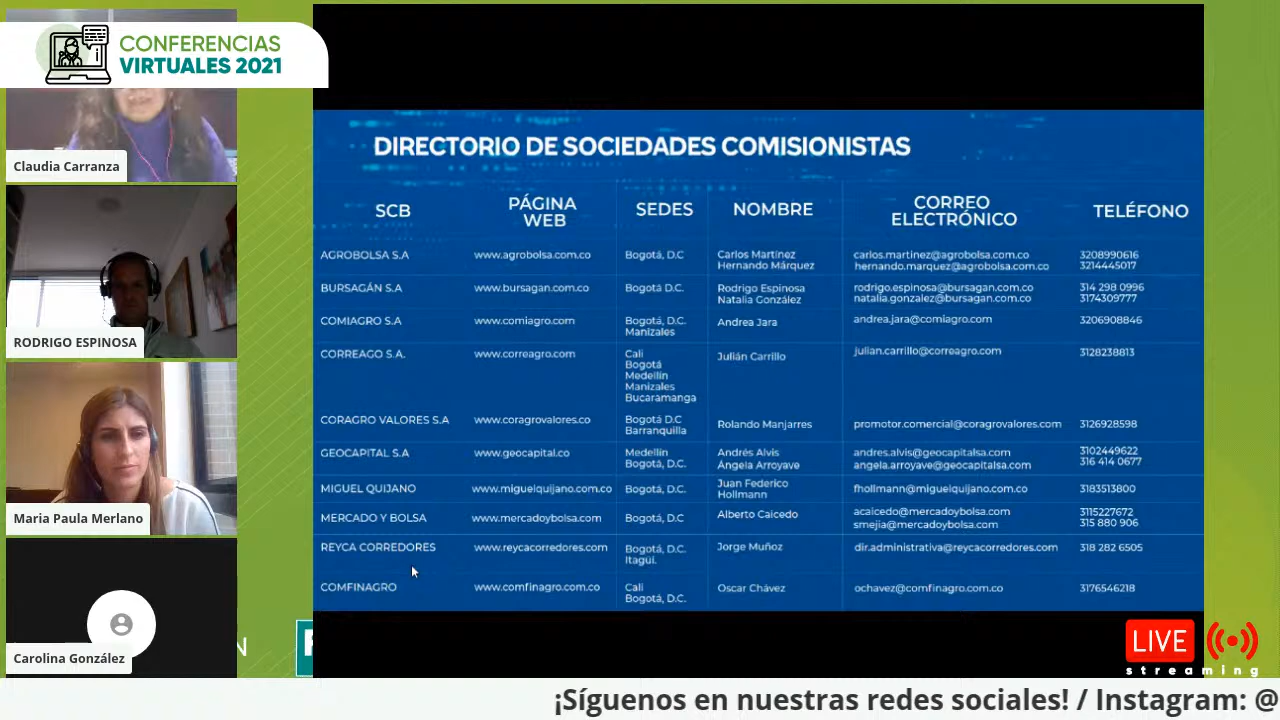 CONFERENCIAS
VIRTUALES 2021
Claudia Carranza
RODRIGO ESPINOSA
Maria Paula Merlano
Carolina González
DIRECTORIO DE SOCIEDADES COMISIONISTAS
SCB
PÁGINA
WEB
SEDES
NOMBRE
CORREO
ELECTRÓNICO
TELÉFONO
AGROBOLSA S.A
www.agrobolsa.com.co
Bogotá, D.C
Carlos Martínez
Hernando Márquez
carlos.martinez@agrobolsa.com.co
hernando.marquez@agrobolsa.com.co
3208990616
3214445017
BURSAGÁN S.A
www.bursagan.com.co
Bogotá D.C.
Rodrigo Espinosa
Natalia González
rodrigo.espinosa@bursagan.com.co
natalia.gonzalez@bursagan.com.co
314 298 0996
3174309777
COMIAGRO S.A
www.comiagro.com
Bogotá, D.C.
Manizales
Andrea Jara
andrea.jara@comiagro.com
3206908846
CORREAGO S.A.
www.correagro.com
Cali
Bogotá
Medellín
Manizales
Bucaramanga
Julián Carrillo
julian.carrillo@correagro.com
3128238813
CORAGRO VALORES S.A
www.coragrovalores.co
Bogotá D.C
Barranquilla
Rolando Manjarres
promotor.comercial@coragrovalores.com
3126928598
GEOCAPITAL S.A
www.geocapital.co
Medellín
Bogotá, D.C.
Andrés Alvis
Ángela Arroyave
andres.alvis@geocapitalsa.com
angela.arroyave@geocapitalsa.com
3102449622
316 414 0677
MIGUEL QUIJANO
www.miguelquijano.com.co
Bogotá, D.C.
Juan Federico
Hollmann
fhollmann@miguelquijano.com.co
3183513800
MERCADO Y BOLSA
www.mercadoybolsa.com
Bogotá, D.C
Alberto Caicedo
acaicedo@mercadoybolsa.com
smejia@mercadoybolsa.com
3115227672
315 880 906
REYCA CORREDORES
www.reycacorredores.com
Bogotá, D.C.
Itagüí.
Jorge Muñoz
dir.administrativa@reycacorredores.com
318 282 6505
COMFINAGRO
www.comfinagro.com.co
Cali
Bogotá, D.C.
Oscar Chávez
ochavez@comfinagro.com.co
3176546218
N
LIVE
streaming
¡Síguenos en nuestras redes sociales! / Instagram: @